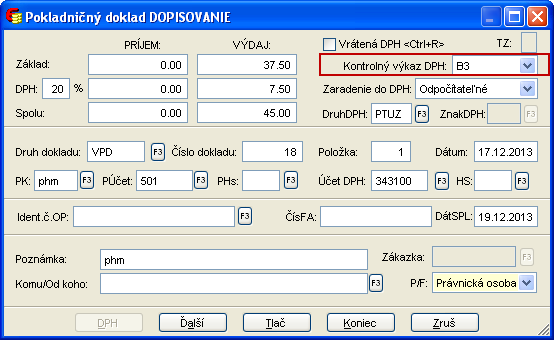 Pokladničný doklad DOPISOVANIE
PRÍJEM: VÝDAJ: Vrátená DPH <Ctrl+R> TZ:
Základ: 0.00 37.50 Kontrolný výkaz DPH: B3
DPH: 20 % 0.00 7.50 Zaradenie do DPH: Odpočítateľné
Spolu: 0.00 45.00 DruhDPH: PTUZ F3 ZnakDPH: F3
Druh dokladu: VPD F3 Číslo dokladu: 18 Položka: 1 Dátum: 17.12.2013
PK: phm F3 PÚčet: 501 F3 PHs: F3 Účet DPH: 343100 F3 HS: F3
Ident.č.OP: F3 ČísFA: DátSPL: 19.12.2013
Poznámka: phm Zákazka: F3
Komu/Od koho: F3 P/F: Právnická osoba
DPH Ďalší Tlač Koniec Zruš